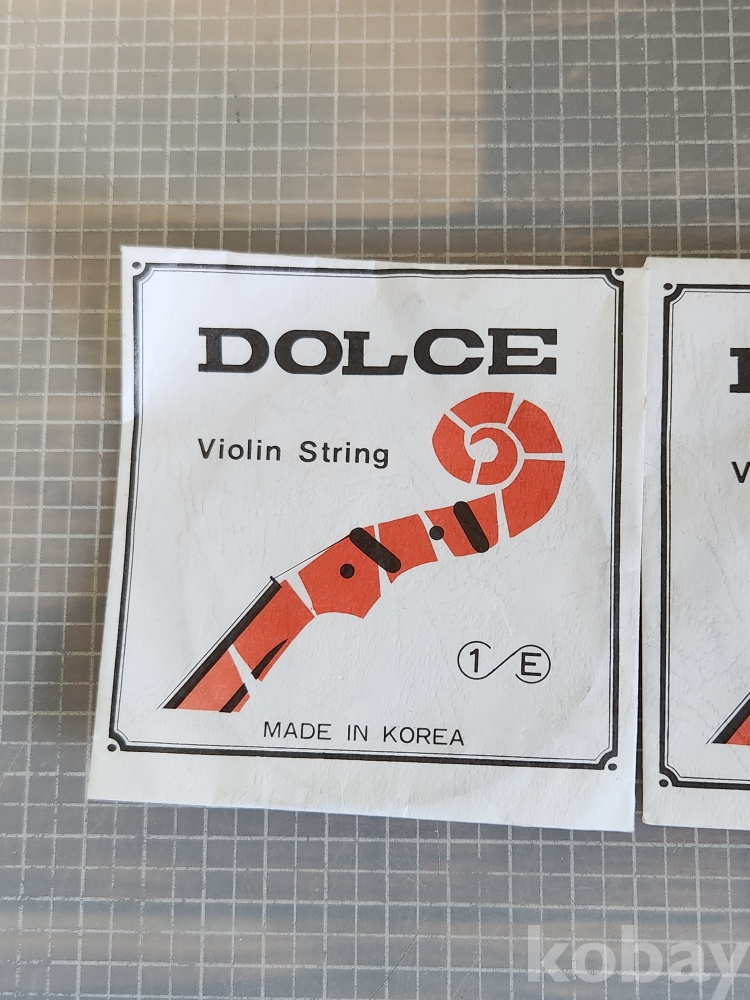 DOLCE
Violin String
1 E
MADE IN KOREA
kobay